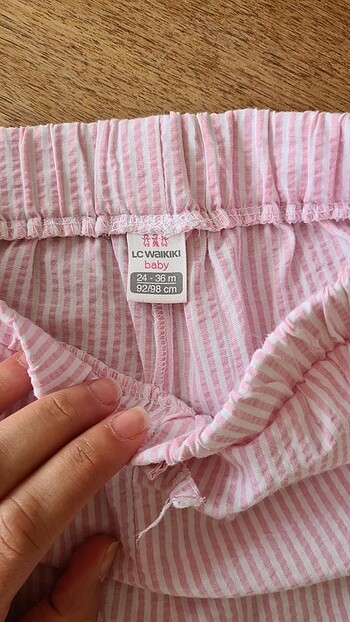 LC WAIKIKI
baby
24 - 36 m
92/98 cm